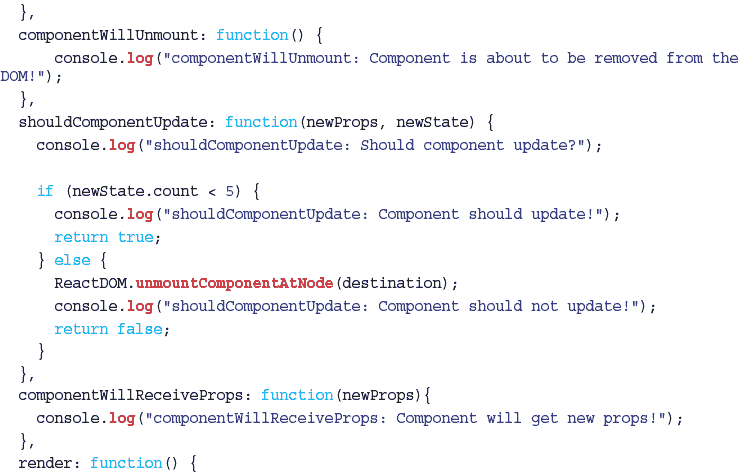 },
  componentWillUnmount: function() {
      console.log("componentWillUnmount: Component is about to be removed from the
DOM!");
  },
  shouldComponentUpdate: function(newProps, newState) {
    console.log("shouldComponentUpdate: Should component update?");

    if (newState.count < 5) {
      console.log("shouldComponentUpdate: Component should update!");
      return true;
    } else {
      ReactDOM.unmountComponentAtNode(destination);
      console.log("shouldComponentUpdate: Component should not update!");
      return false;
    }
  },
  componentWillReceiveProps: function(newProps){
    console.log("componentWillReceiveProps: Component will get new props!");
  },
  render: function() {